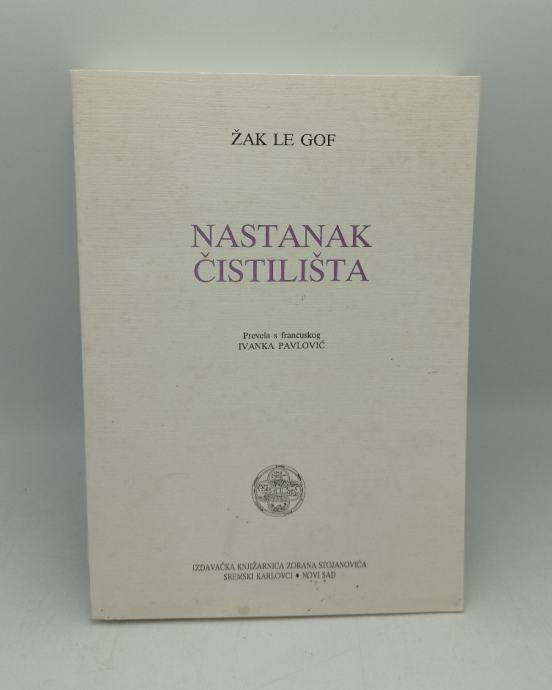 ŽAK LE GOF
NASTANAK
ČISTILIŠTA
Prevela s francuskog
IVANKA PAVLOVIĆ
IZDAVAČKA KNJIŽARNICA ZORANA STOJANOVIĆA
SREMSKI KARLOVCI • NOVI SAD